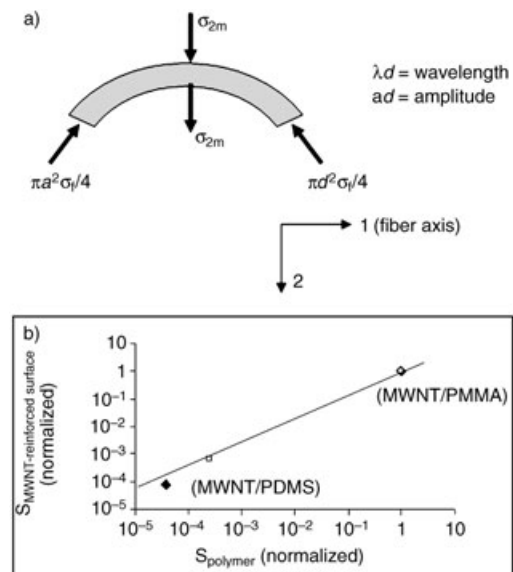 a)
σ2m
λd = wavelength
ad = amplitude
σ2m
πa²σf/4
πd²σf/4
1 (fiber axis)
2
b)
SMWNT-reinforced surface
(normalized)
10
1
10⁻¹
10⁻²
10⁻³
10⁻⁴
10⁻⁵
(MWNT/PMMA)
(MWNT/PDMS)
10⁻⁵ 10⁻⁴ 10⁻³ 10⁻² 10⁻¹ 1 10
Spolymer (normalized)